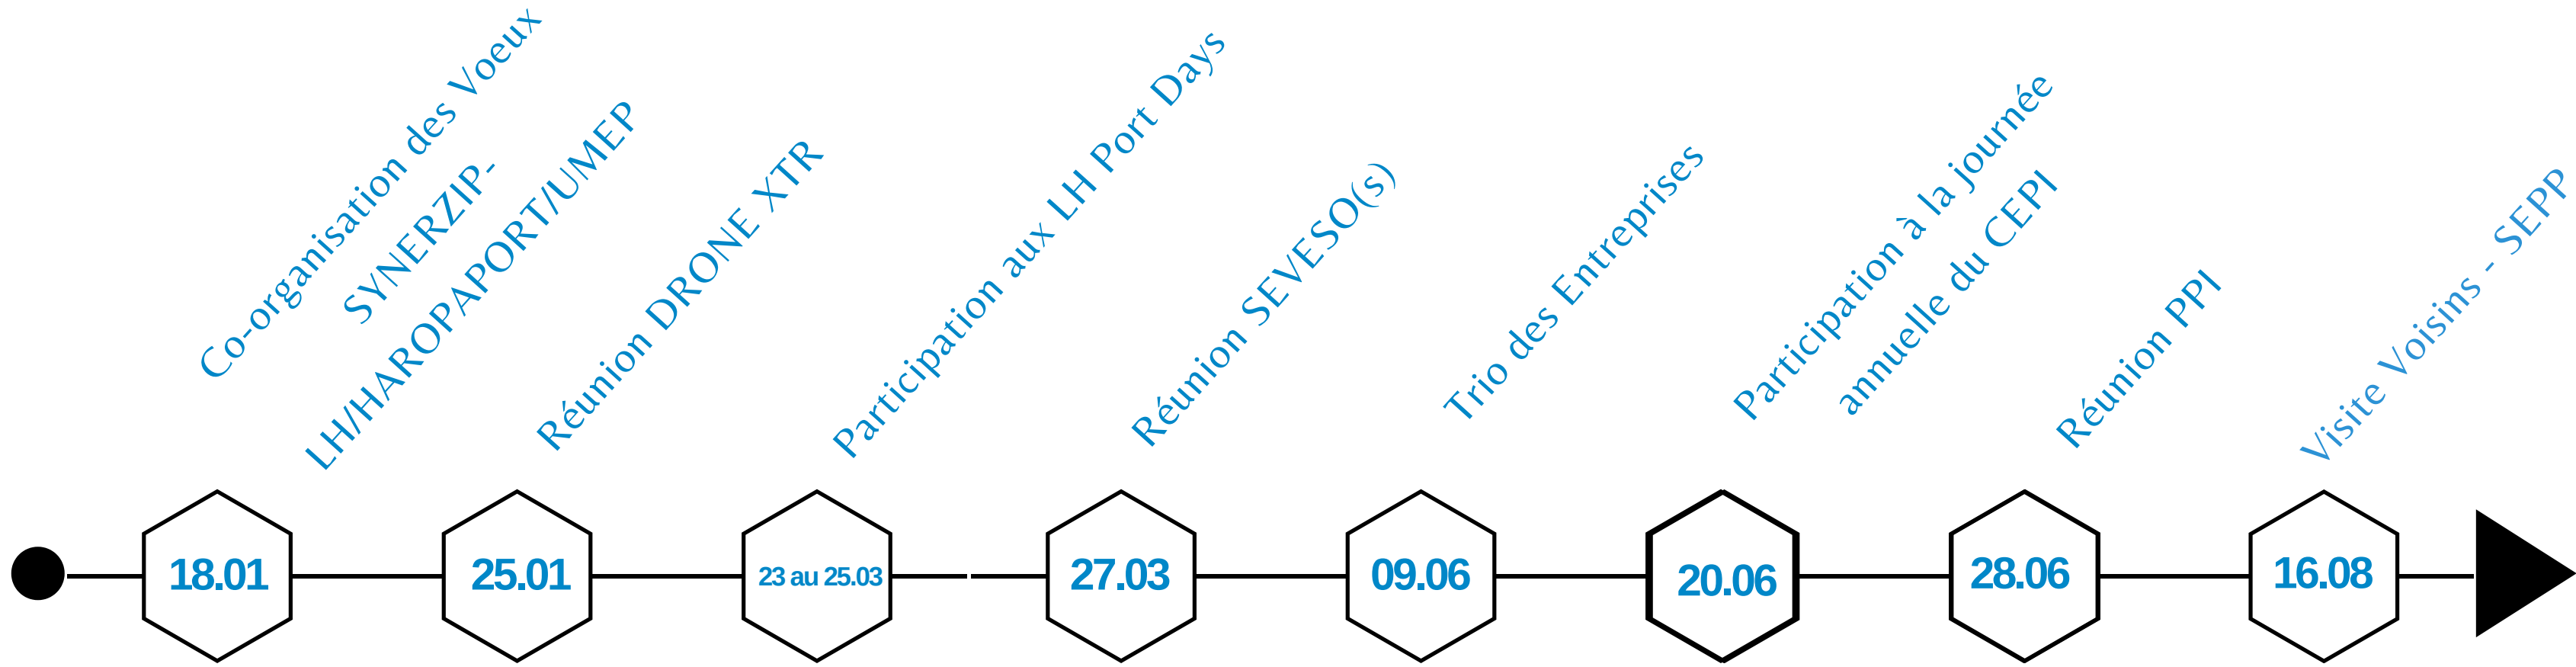 Co-organisation des Voeux
SYNERZIP-
LH/HAROPAPORT/UMEP
Réunion DRONE XTR
Participation aux LH Port Days
Réunion SEVESO(s)
Trio des Entreprises
Participation à la journée
annuelle du CEPI
Réunion PPI
Visite Voisins - SEPP
18.01
25.01
23 au 25.03
27.03
09.06
20.06
28.06
16.08